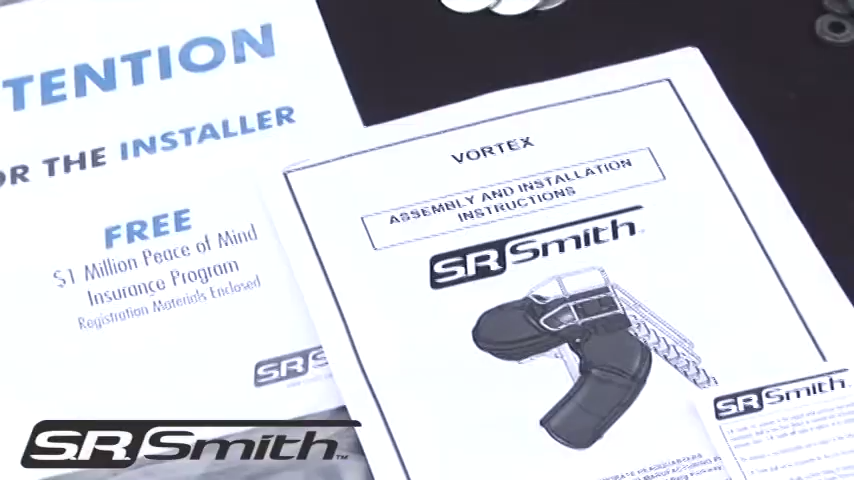 TENTION
OR THE INSTALLER
FREE
$1 Million Peace of Mind
Insurance Program
Registration Materials Enclosed
SRSmith
VORTEX
ASSEMBLY AND INSTALLATION
INSTRUCTIONS
SRSmith
SRSmith
SRSmith™